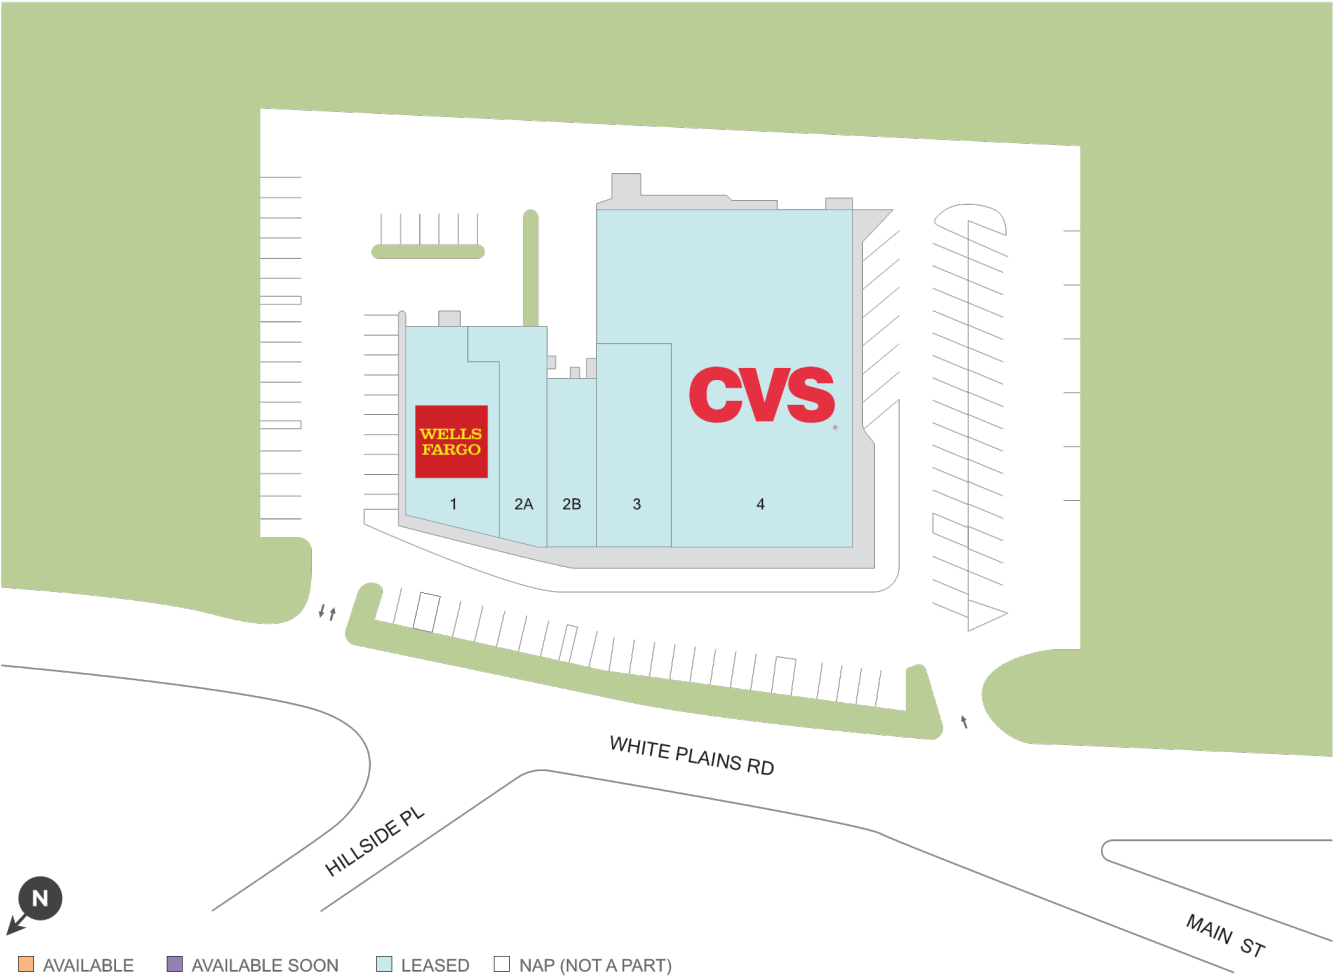 CVS
WELLS
FARGO
1
2A
2B
3
4
WHITE PLAINS RD
HILLSIDE PL
MAIN ST
N
AVAILABLE
AVAILABLE SOON
LEASED
NAP (NOT A PART)